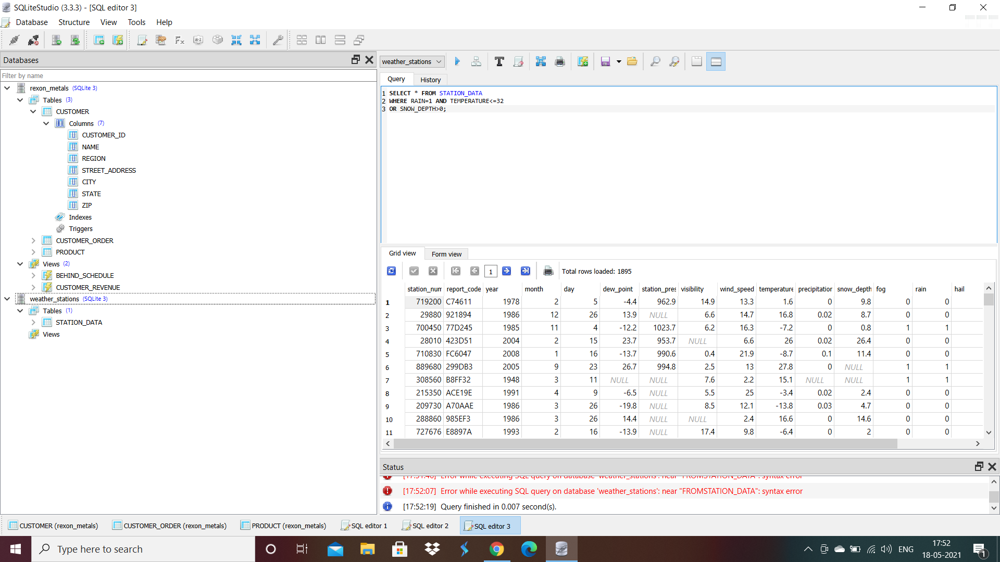 SQLiteStudio (3.3.3) - [SQL editor 3]
Database Structure View Tools Help
Databases
Filter by name
rexon_metals (SQLite 3)
Tables (3)
CUSTOMER
Columns (7)
CUSTOMER_ID
NAME
REGION
STREET_ADDRESS
CITY
STATE
ZIP
Indexes
Triggers
CUSTOMER_ORDER
PRODUCT
Views (2)
BEHIND_SCHEDULE
CUSTOMER_REVENUE
weather_stations (SQLite 3)
Tables (1)
STATION_DATA
Views
weather_stations
Query History
1 SELECT * FROM STATION_DATA
2 WHERE RAIN=1 AND TEMPERATURE<=32
3 OR SNOW_DEPTH>0;
Grid view Form view
1 Total rows loaded: 1895
station_num report_code year month day dew_point station_pres visibility wind_speed temperature precipitation snow_depth fog rain hail
1 719200 C74611 1978 2 5 -4.4 962.9 14.9 13.3 1.6 0 9.8 0 0
2 29880 921894 1986 12 26 13.9 NULL 6.6 14.7 16.8 0.02 8.7 0 0
3 700450 77D245 1985 11 4 -12.2 1023.7 6.2 16.3 -7.2 0 0.8 1 1
4 28010 423D51 2004 2 15 23.7 953.7 NULL 6.6 26 0.02 26.4 0 0
5 710830 FC6047 2008 1 16 -13.7 990.6 0.4 21.9 -8.7 0.1 11.4 0 0
6 889680 299DB3 2005 9 23 26.7 994.8 2.5 13 27.8 0 NULL 1 1
7 308560 B8FF32 1948 3 11 NULL NULL 7.6 2.2 15.1 NULL NULL 1 1
8 215350 ACE19E 1991 4 9 -6.5 NULL 5.5 25 -3.4 0.02 2.4 0 0
9 209730 A70AAE 1986 3 26 -19.8 NULL 8.5 12.1 -13.8 0.03 4.7 0 0
10 288860 985EF3 1986 3 26 14.4 NULL NULL 2.4 16.6 0 14.6 0 0
11 727676 E8897A 1993 2 16 -13.9 NULL 17.4 9.8 -6.4 0 2 0 0
Status
[17:51:46] Error while executing SQL query on database 'weather_stations': near "FROMSTATION_DATA": syntax error
[17:52:07] Error while executing SQL query on database 'weather_stations': near "FROMSTATION_DATA": syntax error
[17:52:19] Query finished in 0.007 second(s).
CUSTOMER (rexon_metals) CUSTOMER_ORDER (rexon_metals) PRODUCT (rexon_metals) SQL editor 1 SQL editor 2 SQL editor 3
Type here to search
ENG
17:52
18-05-2021
1